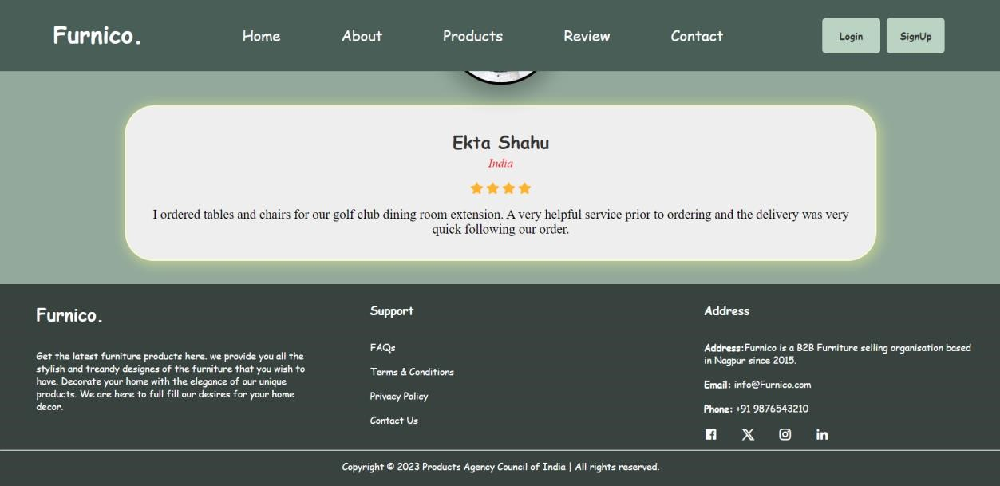 Furnico. Home About Products Review Contact Login SignUp
Ekta Shahu
India
I ordered tables and chairs for our golf club dining room extension. A very helpful service prior to ordering and the delivery was very
quick following our order.
Furnico.
Get the latest furniture products here. we provide you all the
stylish and treandy designes of the furniture that you wish to
have. Decorate your home with the elegance of our unique
products. We are here to full fill our desires for your home
decor.
Support
FAQs
Terms & Conditions
Privacy Policy
Contact Us
Address
Address:Furnico is a B2B Furniture selling organisation based
in Nagpur since 2015.
Email: info@Furnico.com
Phone: +91 9876543210
Copyright © 2023 Products Agency Council of India | All rights reserved.